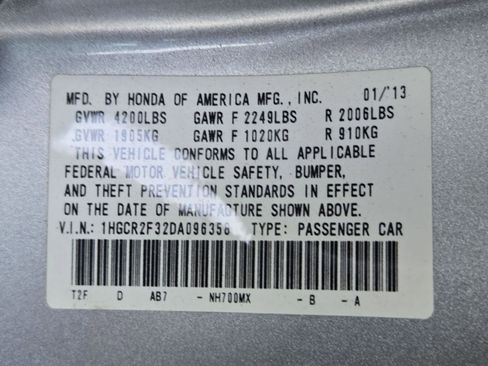 MFD. BY HONDA OF AMERICA MFG., INC. 01/'13
GVWR 4200LBS GAWR F 2249LBS R 2006LBS
GVWR 1905KG GAWR F 1020KG R 910KG
THIS VEHICLE CONFORMS TO ALL APPLICABLE
FEDERAL MOTOR VEHICLE SAFETY, BUMPER,
AND THEFT PREVENTION STANDARDS IN EFFECT
ON THE DATE OF MANUFACTURE SHOWN ABOVE.
V.I.N.: 1HGCR2F32DA096356 TYPE: PASSENGER CAR
T2F D AB7 - NH700MX - B - A